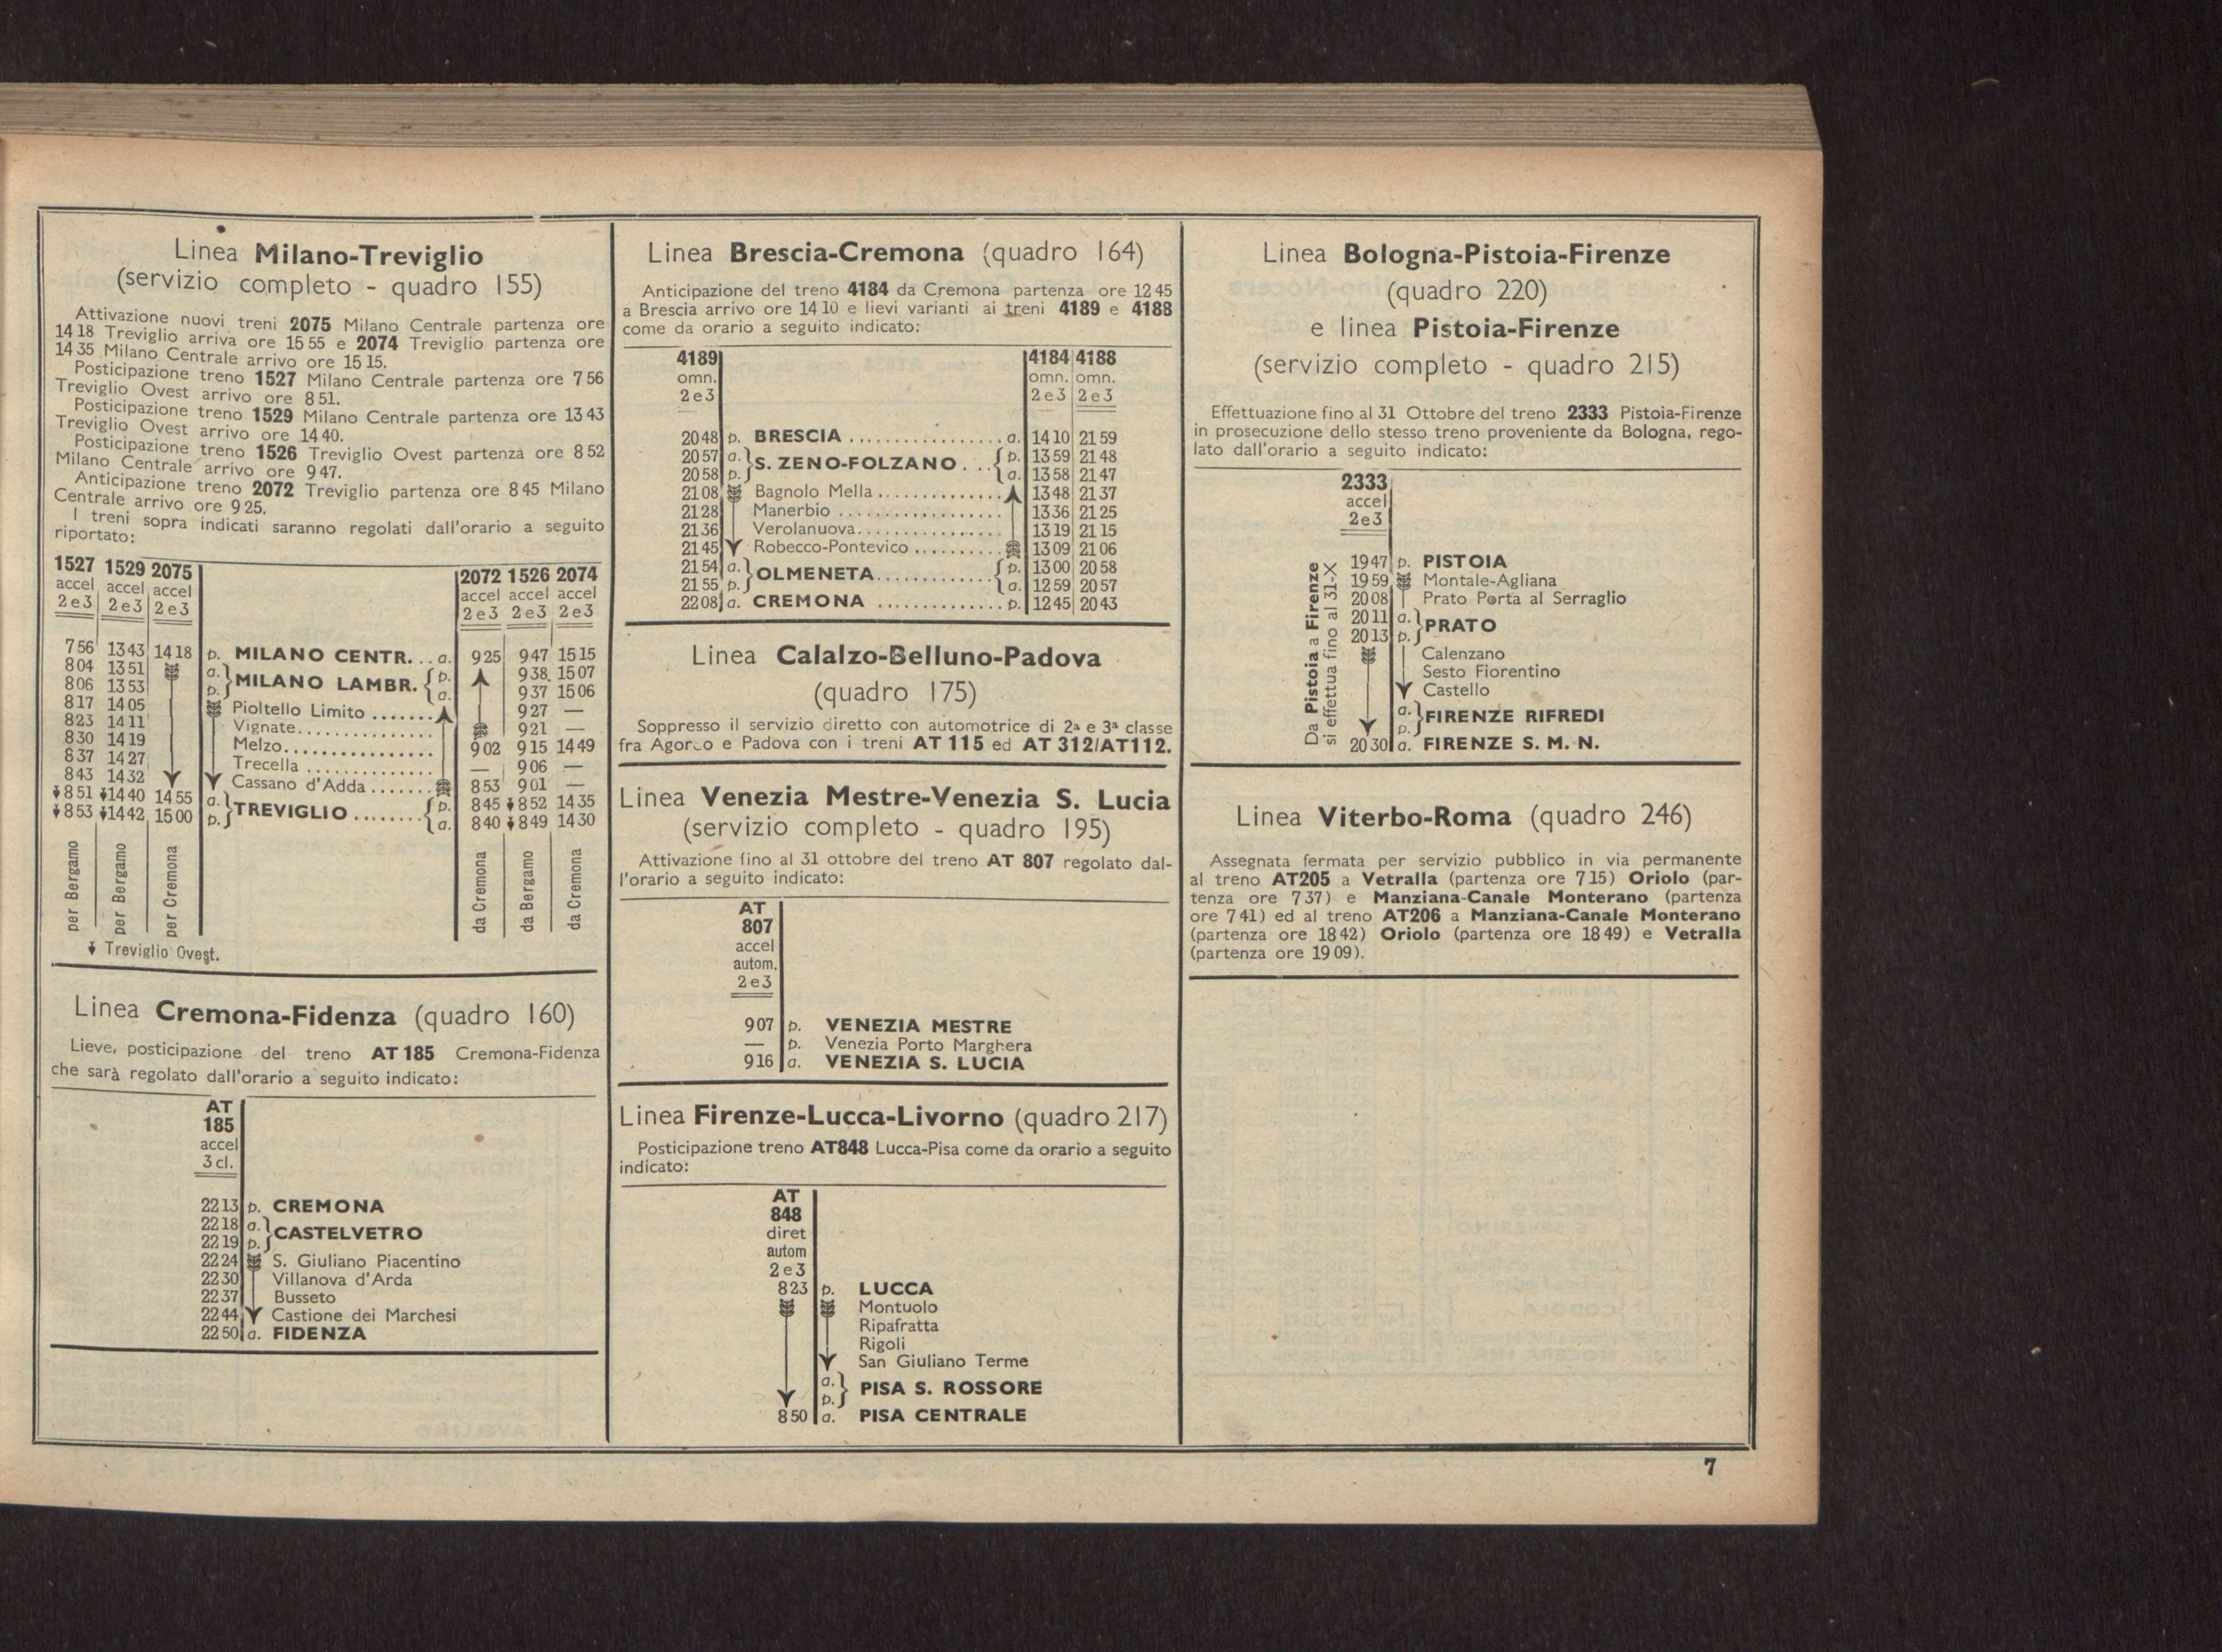 Linea Milano-Treviglio
(servizio completo - quadro 155)
Attivazione nuovi treni 2075 Milano Centrale partenza ore
14 18 Treviglio arriva ore 15 55 e 2074 Treviglio partenza ore
14 35 Milano Centrale arrivo ore 15 15.
Posticipazione treno 1527 Milano Centrale partenza ore 7 56
Treviglio Ovest arrivo ore 8 51.
Posticipazione treno 1529 Milano Centrale partenza ore 13 43
Treviglio Ovest arrivo ore 14 40.
Posticipazione treno 1526 Treviglio Ovest partenza ore 8 52
Milano Centrale arrivo ore 9 47.
Anticipazione treno 2072 Treviglio partenza ore 8 45 Milano
Centrale arrivo ore 9 25.
I treni sopra indicati saranno regolati dall'orario a seguito
riportato:
1527 1529 2075 2072 1526 2074
accel accel accel accel accel accel
2 e 3 2 e 3 2 e 3 2 e 3 2 e 3 2 e 3
7 56 13 43 14 18 p. MILANO CENTR. . . a. 9 25 9 47 15 15
8 04 13 51 a. } MILANO LAMBR. { p. 9 38 15 07
8 06 13 53 p. } { a. 9 37 15 06
8 17 14 05 Pioltello Limito ....... 9 27 —
8 23 14 11 Vignate.............. 9 21 —
8 30 14 19 Melzo............... 9 02 9 15 14 49
8 37 14 27 Trecella ............. — 9 06 —
8 43 14 32 Cassano d'Adda ....... 8 53 9 01 —
8 51 14 40 14 55 a. } TREVIGLIO ........ { p. 8 45 8 52 14 35
8 53 14 42 15 00 p. } { a. 8 40 8 49 14 30
per Bergamo per Bergamo per Cremona da Cremona da Bergamo da Cremona
Treviglio Ovest.
Linea Cremona-Fidenza (quadro 160)
Lieve, posticipazione del treno AT 185 Cremona-Fidenza
che sarà regolato dall'orario a seguito indicato:
AT
185
accel
3 cl.
22 13 p. CREMONA
22 18 a. } CASTELVETRO
22 19 p. }
22 24 S. Giuliano Piacentino
22 30 Villanova d'Arda
22 37 Busseto
22 44 Castione dei Marchesi
22 50 a. FIDENZA
Linea Brescia-Cremona (quadro 164)
Anticipazione del treno 4184 da Cremona partenza ore 12 45
a Brescia arrivo ore 14 10 e lievi varianti ai treni 4189 e 4188
come da orario a seguito indicato:
4189 4184 4188
omn. omn. omn.
2 e 3 2 e 3 2 e 3
20 48 p. BRESCIA ................ a. 14 10 21 59
20 57 a. } S. ZENO-FOLZANO . . . { p. 13 59 21 48
20 58 p. } { a. 13 58 21 47
21 08 Bagnolo Mella ............. 13 48 21 37
21 28 Manerbio ................. 13 36 21 25
21 36 Verolanuova............... 13 19 21 15
21 45 Robecco-Pontevico .......... 13 09 21 06
21 54 a. } OLMENETA............ { p. 13 00 20 58
21 55 p. } { a. 12 59 20 57
22 08 a. CREMONA ............. p. 12 45 20 43
Linea Calalzo-Belluno-Padova
(quadro 175)
Soppresso il servizio diretto con automotrice di 2ª e 3ª classe
fra Agordo e Padova con i treni AT 115 ed AT 312/AT112.
Linea Venezia Mestre-Venezia S. Lucia
(servizio completo - quadro 195)
Attivazione fino al 31 ottobre del treno AT 807 regolato dal-
l'orario a seguito indicato:
AT
807
accel
autom.
2 e 3
9 07 p. VENEZIA MESTRE
— p. Venezia Porto Marghera
9 16 a. VENEZIA S. LUCIA
Linea Firenze-Lucca-Livorno (quadro 217)
Posticipazione treno AT848 Lucca-Pisa come da orario a seguito
indicato:
AT
848
diret
autom
2 e 3
8 23 p. LUCCA
Montuolo
Ripafratta
Rigoli
San Giuliano Terme
a. } PISA S. ROSSORE
p. }
8 50 a. PISA CENTRALE
Linea Bologna-Pistoia-Firenze
(quadro 220)
e linea Pistoia-Firenze
(servizio completo - quadro 215)
Effettuazione fino al 31 Ottobre del treno 2333 Pistoia-Firenze
in prosecuzione dello stesso treno proveniente da Bologna, rego-
lato dall'orario a seguito indicato:
2333
accel
2 e 3
Da Pistoia a Firenze
si effettua fino al 31-X
19 47 p. PISTOIA
19 59 Montale-Agliana
20 08 Prato Porta al Serraglio
20 11 a. } PRATO
20 13 p. }
Calenzano
Sesto Fiorentino
Castello
a. } FIRENZE RIFREDI
p. }
20 30 a. FIRENZE S. M. N.
Linea Viterbo-Roma (quadro 246)
Assegnata fermata per servizio pubblico in via permanente
al treno AT205 a Vetralla (partenza ore 7 15) Oriolo (par-
tenza ore 7 37) e Manziana-Canale Monterano (partenza
ore 7 41) ed al treno AT206 a Manziana-Canale Monterano
(partenza ore 18 42) Oriolo (partenza ore 18 49) e Vetralla
(partenza ore 19 09).
7